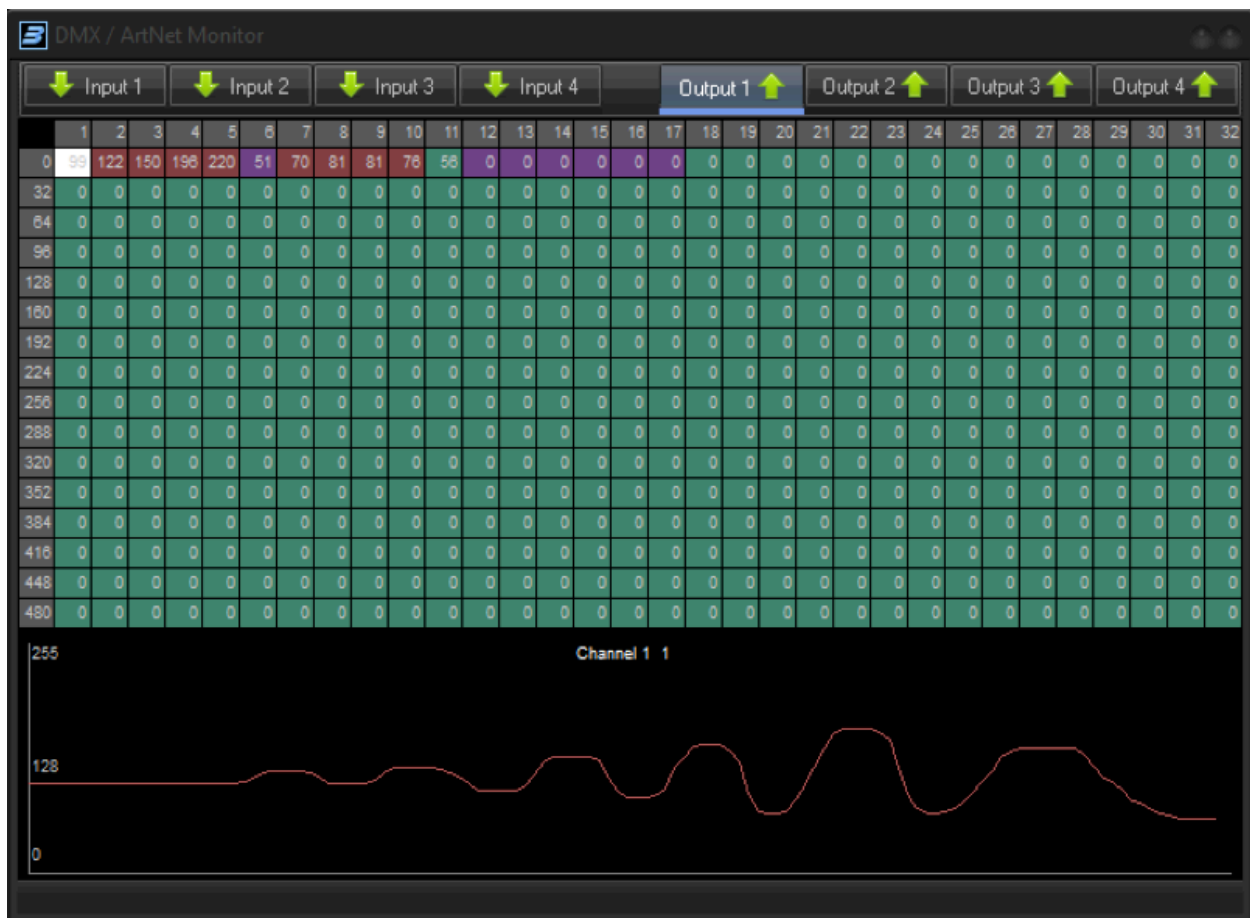 DMX / ArtNet Monitor
Input 1 Input 2 Input 3 Input 4 Output 1 Output 2 Output 3 Output 4
1 2 3 4 5 6 7 8 9 10 11 12 13 14 15 16 17 18 19 20 21 22 23 24 25 26 27 28 29 30 31 32
0 99 122 150 196 220 51 70 81 81 76 56 0 0 0 0 0 0 0 0 0 0 0 0 0 0 0 0 0 0 0 0 0
32 0 0 0 0 0 0 0 0 0 0 0 0 0 0 0 0 0 0 0 0 0 0 0 0 0 0 0 0 0 0 0 0
64 0 0 0 0 0 0 0 0 0 0 0 0 0 0 0 0 0 0 0 0 0 0 0 0 0 0 0 0 0 0 0 0
96 0 0 0 0 0 0 0 0 0 0 0 0 0 0 0 0 0 0 0 0 0 0 0 0 0 0 0 0 0 0 0 0
128 0 0 0 0 0 0 0 0 0 0 0 0 0 0 0 0 0 0 0 0 0 0 0 0 0 0 0 0 0 0 0 0
160 0 0 0 0 0 0 0 0 0 0 0 0 0 0 0 0 0 0 0 0 0 0 0 0 0 0 0 0 0 0 0 0
192 0 0 0 0 0 0 0 0 0 0 0 0 0 0 0 0 0 0 0 0 0 0 0 0 0 0 0 0 0 0 0 0
224 0 0 0 0 0 0 0 0 0 0 0 0 0 0 0 0 0 0 0 0 0 0 0 0 0 0 0 0 0 0 0 0
256 0 0 0 0 0 0 0 0 0 0 0 0 0 0 0 0 0 0 0 0 0 0 0 0 0 0 0 0 0 0 0 0
288 0 0 0 0 0 0 0 0 0 0 0 0 0 0 0 0 0 0 0 0 0 0 0 0 0 0 0 0 0 0 0 0
320 0 0 0 0 0 0 0 0 0 0 0 0 0 0 0 0 0 0 0 0 0 0 0 0 0 0 0 0 0 0 0 0
352 0 0 0 0 0 0 0 0 0 0 0 0 0 0 0 0 0 0 0 0 0 0 0 0 0 0 0 0 0 0 0 0
384 0 0 0 0 0 0 0 0 0 0 0 0 0 0 0 0 0 0 0 0 0 0 0 0 0 0 0 0 0 0 0 0
416 0 0 0 0 0 0 0 0 0 0 0 0 0 0 0 0 0 0 0 0 0 0 0 0 0 0 0 0 0 0 0 0
448 0 0 0 0 0 0 0 0 0 0 0 0 0 0 0 0 0 0 0 0 0 0 0 0 0 0 0 0 0 0 0 0
480 0 0 0 0 0 0 0 0 0 0 0 0 0 0 0 0 0 0 0 0 0 0 0 0 0 0 0 0 0 0 0 0
255 Channel 1 1
128
0